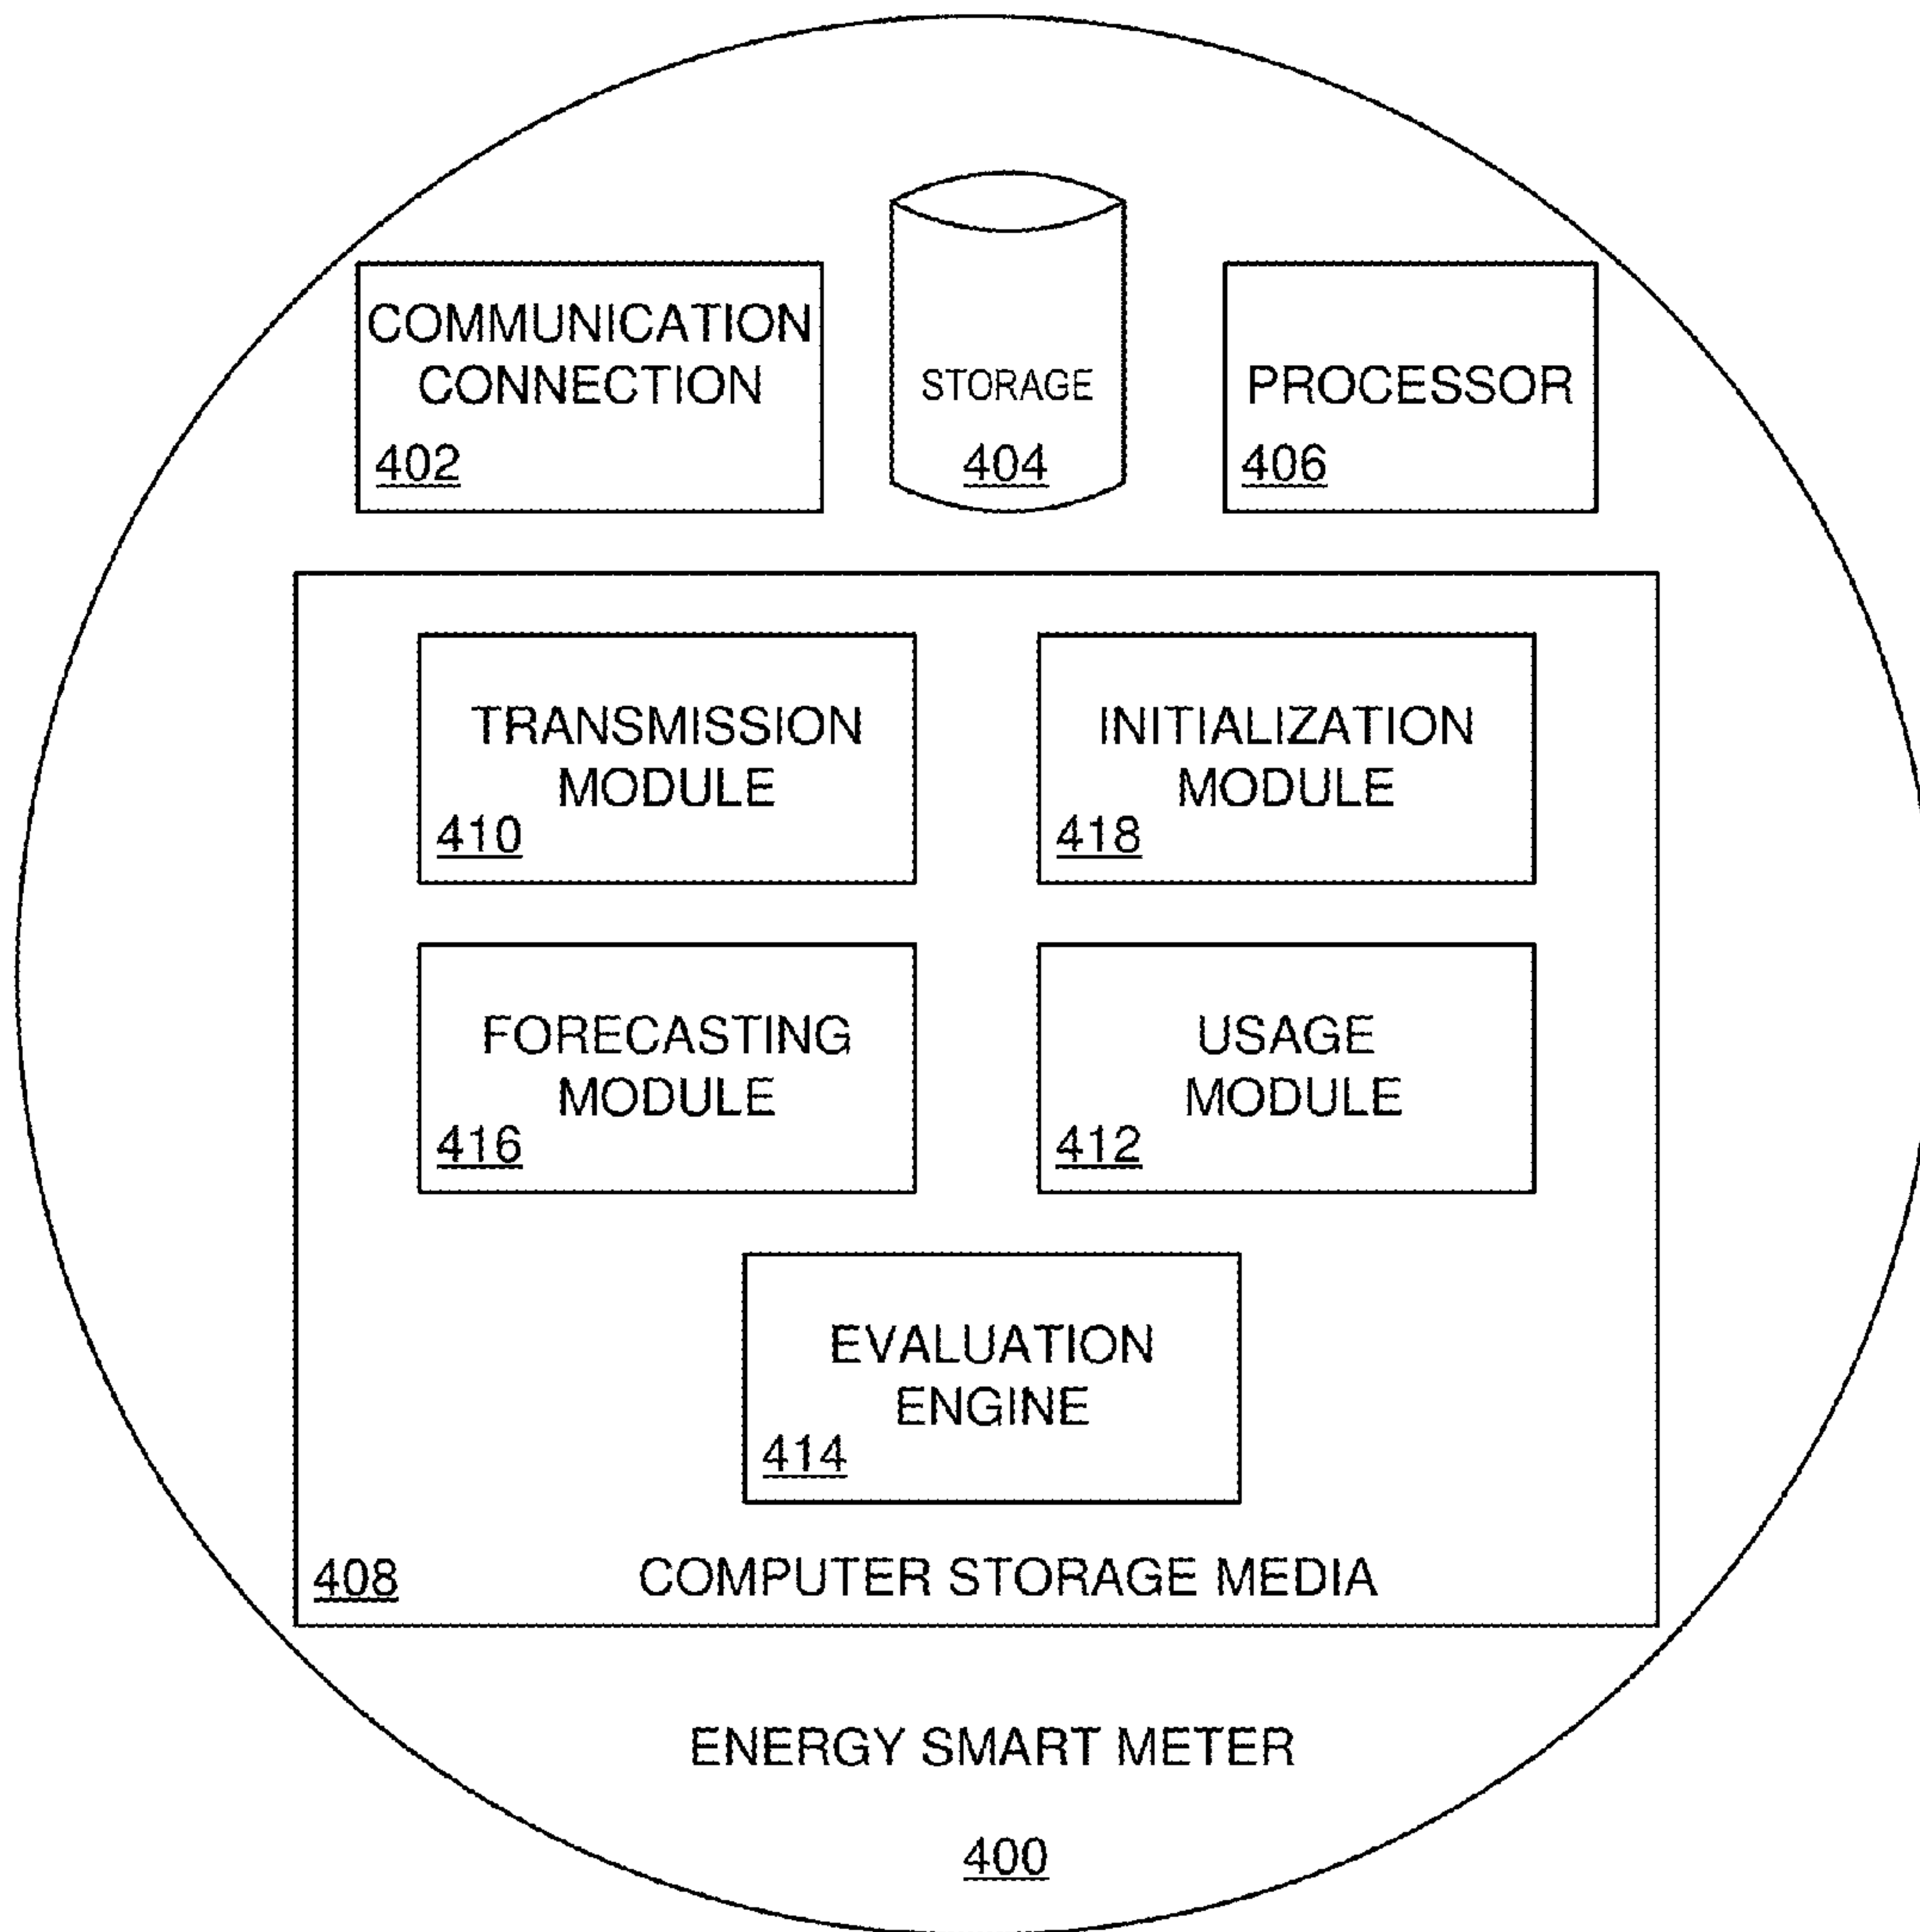 COMMUNICATION
CONNECTION
402
STORAGE
404
PROCESSOR
406
TRANSMISSION
MODULE
410
INITIALIZATION
MODULE
418
FORECASTING
MODULE
416
USAGE
MODULE
412
EVALUATION
ENGINE
414
408
COMPUTER STORAGE MEDIA
ENERGY SMART METER
400